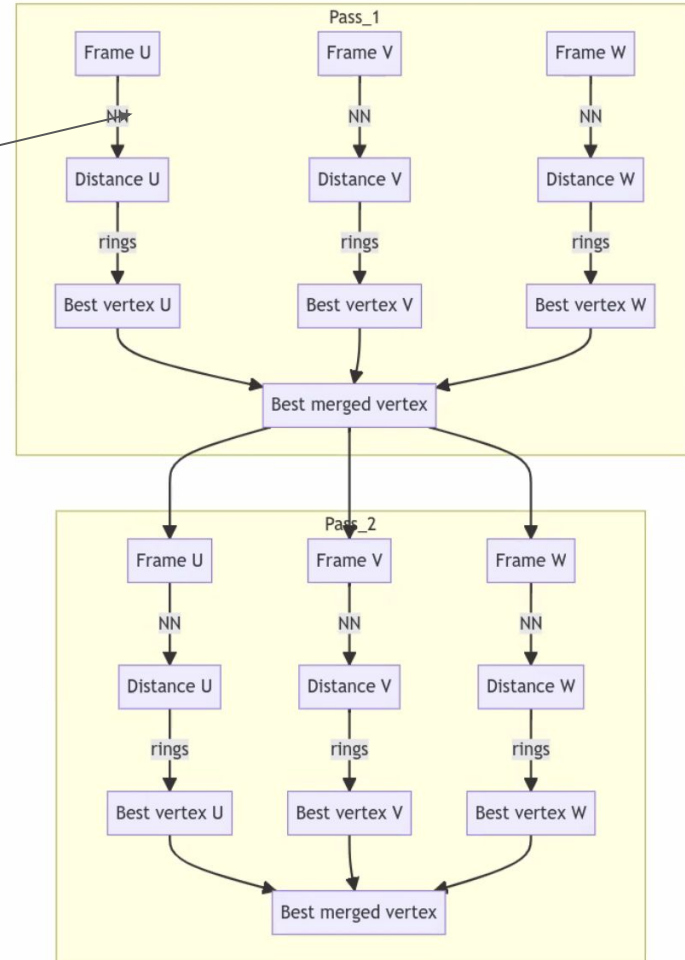 Pass_1
Frame U Frame V Frame W
NN NN NN
Distance U Distance V Distance W
rings rings rings
Best vertex U Best vertex V Best vertex W
Best merged vertex
Pass_2
Frame U Frame V Frame W
NN NN NN
Distance U Distance V Distance W
rings rings rings
Best vertex U Best vertex V Best vertex W
Best merged vertex